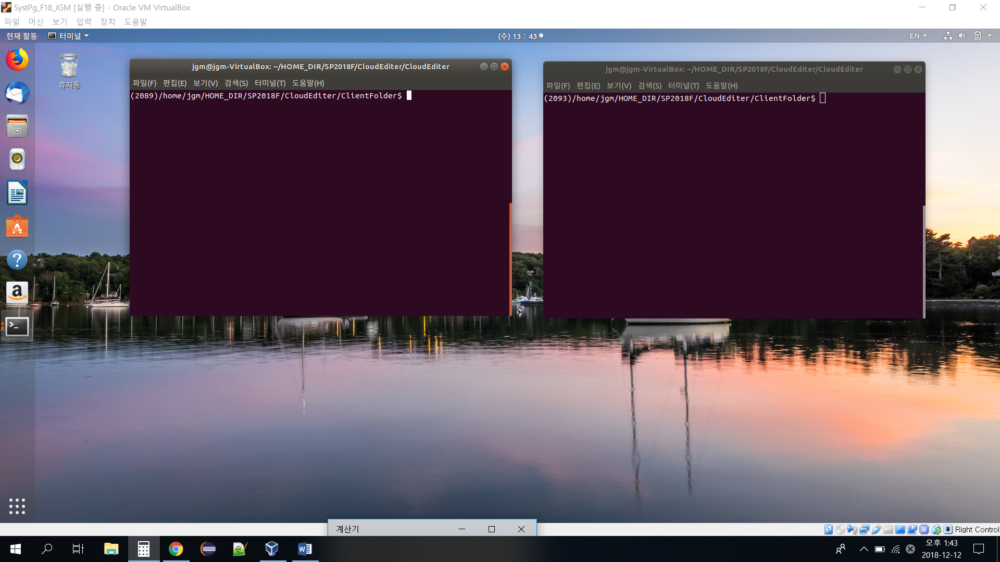 SystPg_F18_JGM [실행 중] - Oracle VM VirtualBox
파일 머신 보기 입력 장치 도움말
현재 활동 터미널 (수) 13 : 43 EN
휴지통
jgm@jgm-VirtualBox: ~/HOME_DIR/SP2018F/CloudEditer/CloudEditer
파일(F) 편집(E) 보기(V) 검색(S) 터미널(T) 도움말(H)
(2089)/home/jgm/HOME_DIR/SP2018F/CloudEditer/ClientFolder$
jgm@jgm-VirtualBox: ~/HOME_DIR/SP2018F/CloudEditer/CloudEditer
파일(F) 편집(E) 보기(V) 검색(S) 터미널(T) 도움말(H)
(2093)/home/jgm/HOME_DIR/SP2018F/CloudEditer/ClientFolder$
계산기
Right Control
오후 1:43
2018-12-12